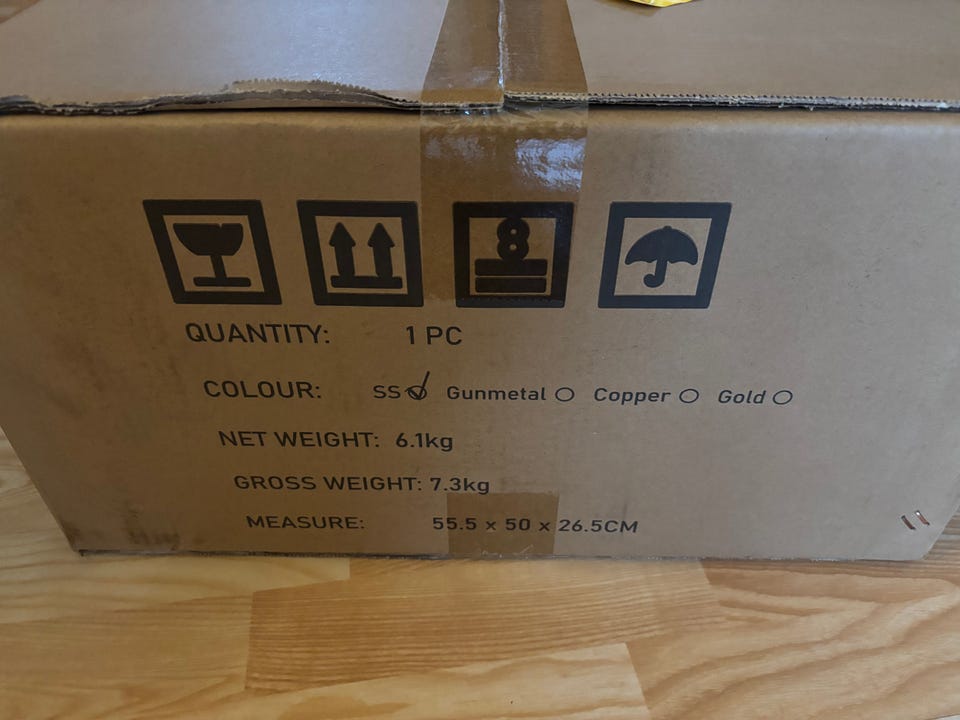 8
QUANTITY: 1 PC
COLOUR: SS Gunmetal Copper Gold
NET WEIGHT: 6.1kg
GROSS WEIGHT: 7.3kg
MEASURE: 55.5 x 50 x 26.5CM